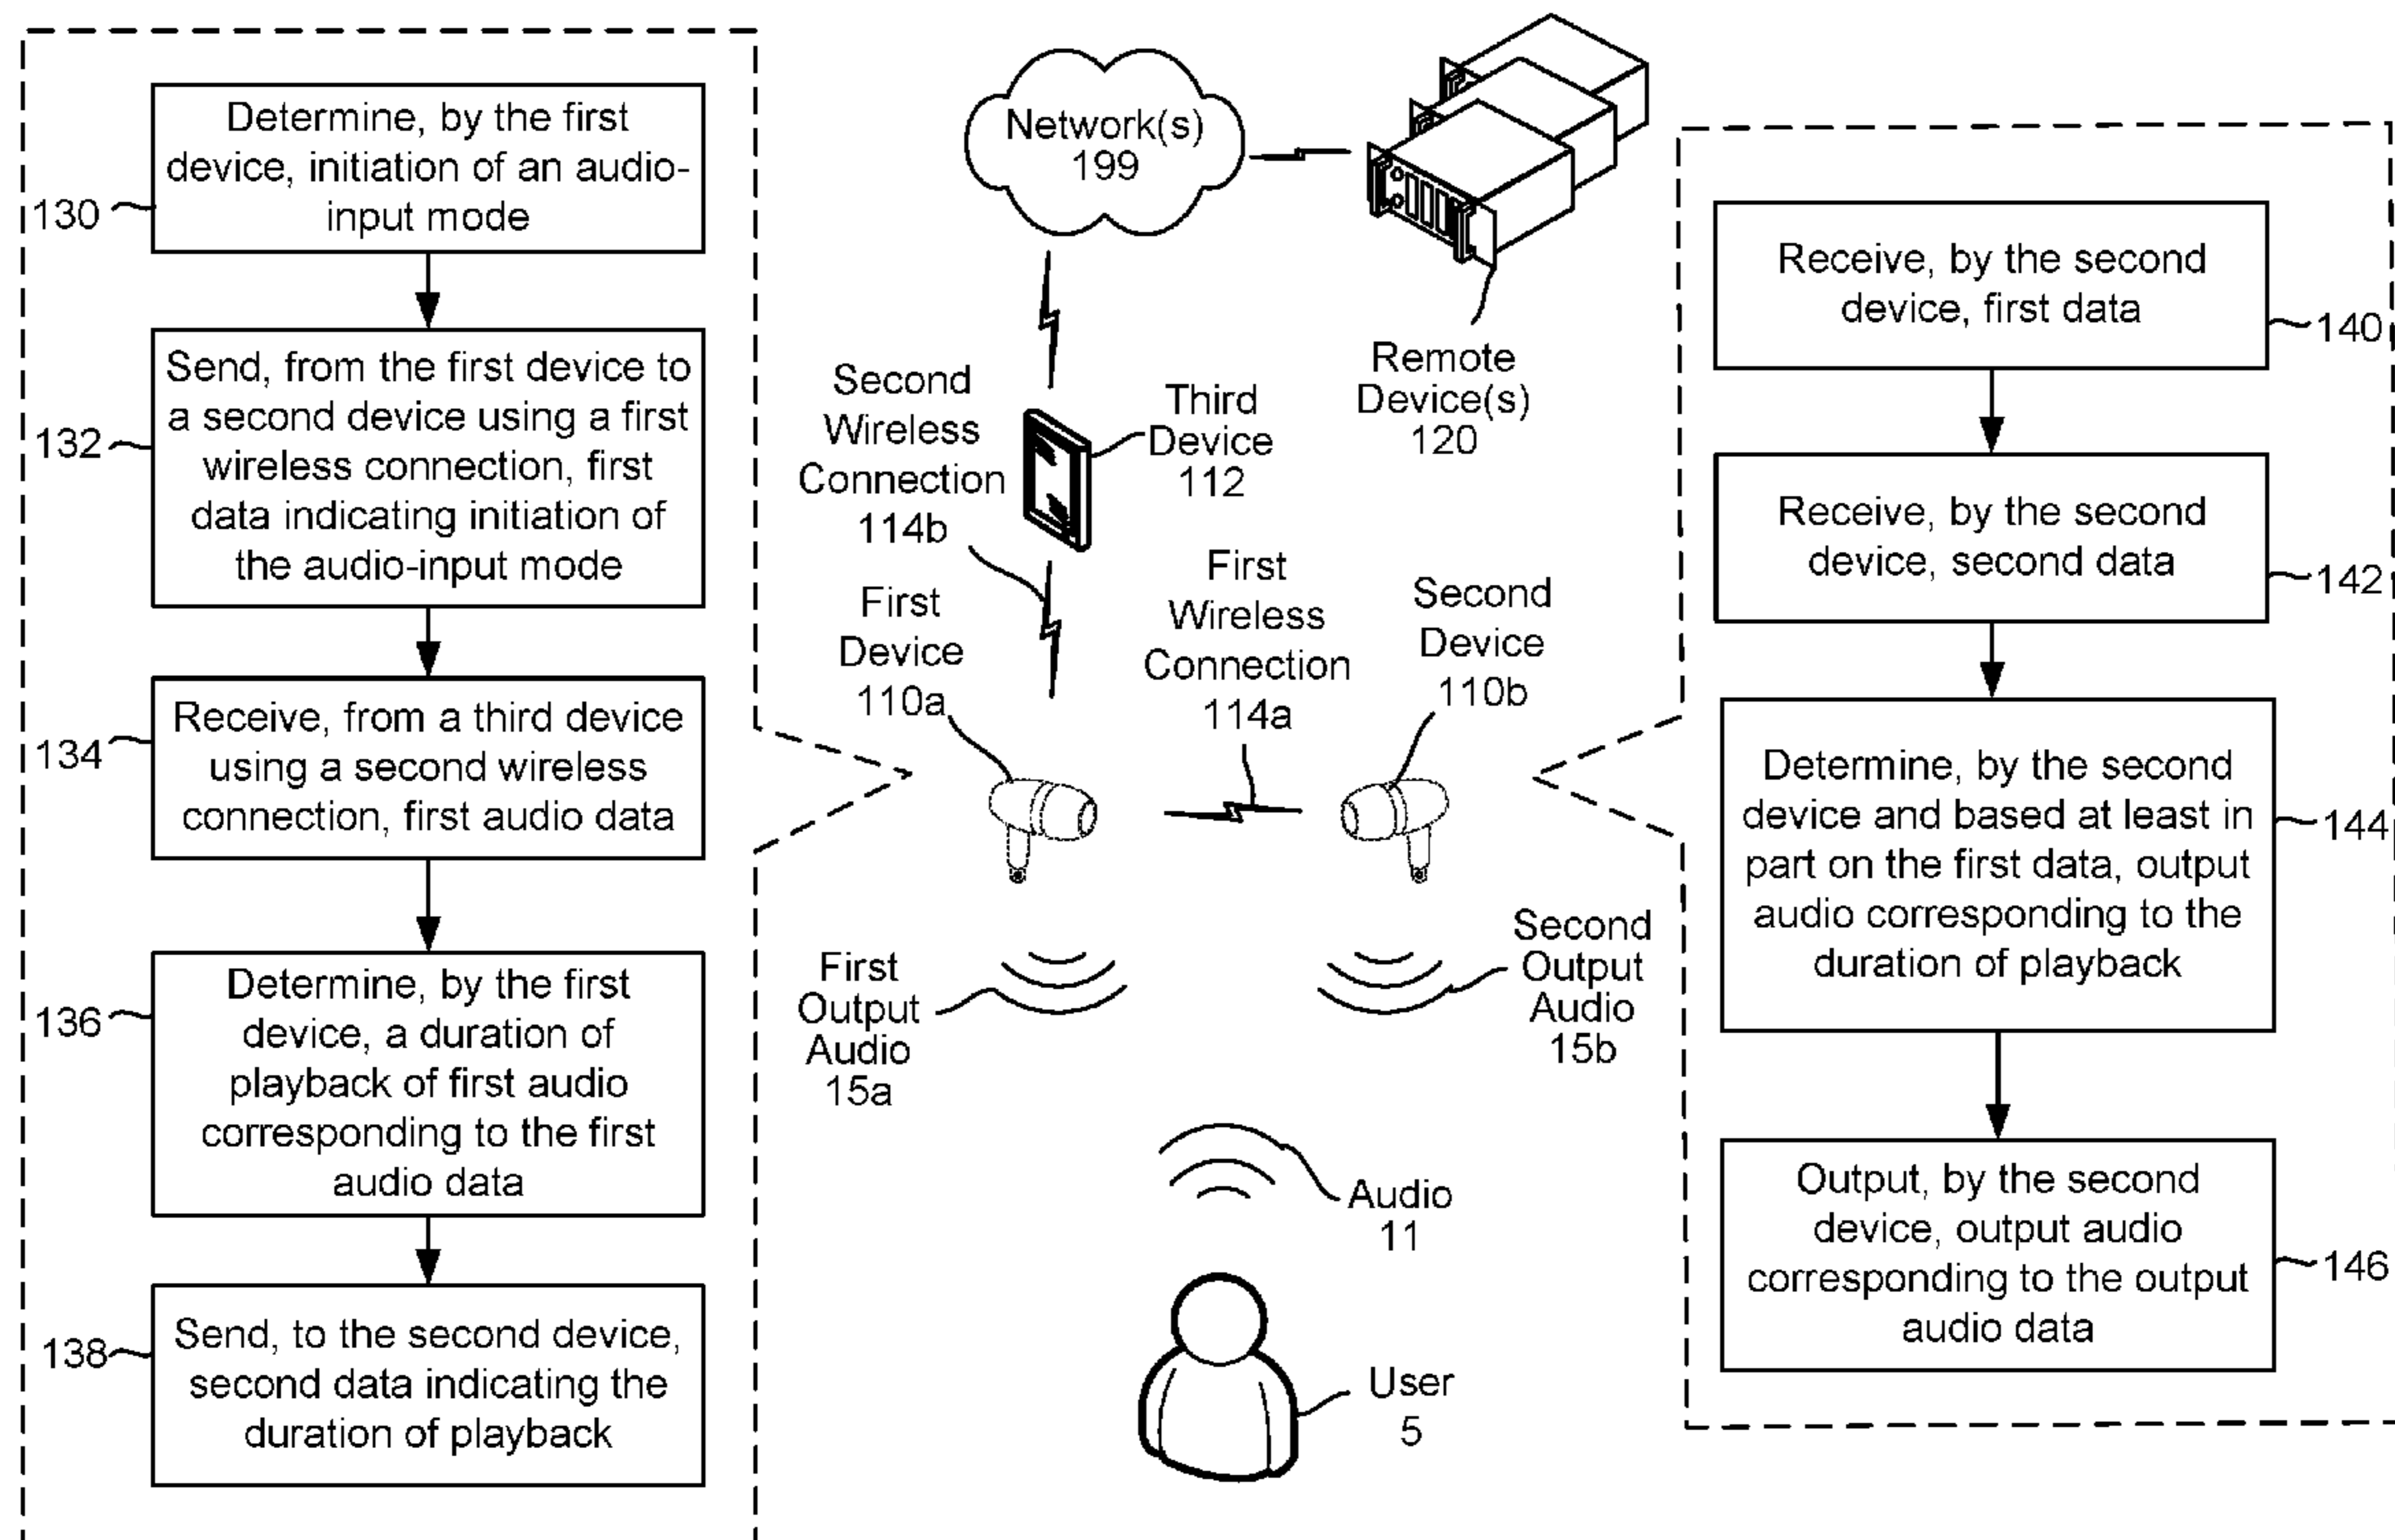 Determine, by the first
device, initiation of an audio-
input mode
130
Send, from the first device to
a second device using a first
wireless connection, first
data indicating initiation of
the audio-input mode
132
Receive, from a third device
using a second wireless
connection, first audio data
134
Determine, by the first
device, a duration of
playback of first audio
corresponding to the first
audio data
136
Send, to the second device,
second data indicating the
duration of playback
138
Network(s)
199
Remote
Device(s)
120
Second
Wireless
Connection
114b
Third
Device
112
First
Device
110a
First
Wireless
Connection
114a
Second
Device
110b
First
Output
Audio
15a
Second
Output
Audio
15b
Audio
11
User
5
Receive, by the second
device, first data
140
Receive, by the second
device, second data
142
Determine, by the second
device and based at least in
part on the first data, output
audio corresponding to the
duration of playback
144
Output, by the second
device, output audio
corresponding to the output
audio data
146